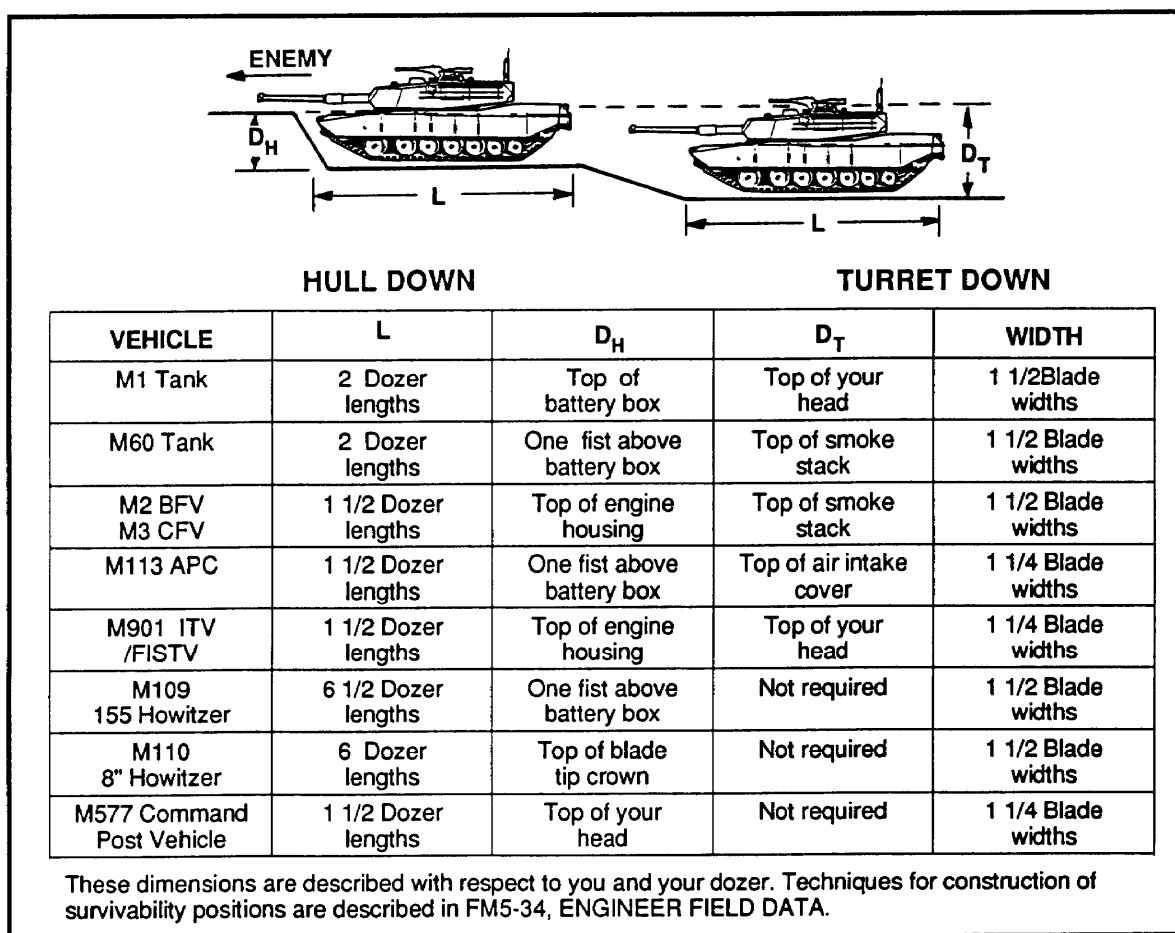 ENEMY
D_H
D_T
L
L
HULL DOWN TURRET DOWN
VEHICLE L D_H D_T WIDTH
M1 Tank 2 Dozer lengths Top of battery box Top of your head 1 1/2Blade widths
M60 Tank 2 Dozer lengths One fist above battery box Top of smoke stack 1 1/2 Blade widths
M2 BFV M3 CFV 1 1/2 Dozer lengths Top of engine housing Top of smoke stack 1 1/2 Blade widths
M113 APC 1 1/2 Dozer lengths One fist above battery box Top of air intake cover 1 1/4 Blade widths
M901 ITV /FISTV 1 1/2 Dozer lengths Top of engine housing Top of your head 1 1/4 Blade widths
M109 155 Howitzer 6 1/2 Dozer lengths One fist above battery box Not required 1 1/2 Blade widths
M110 8" Howitzer 6 Dozer lengths Top of blade tip crown Not required 1 1/2 Blade widths
M577 Command Post Vehicle 1 1/2 Dozer lengths Top of your head Not required 1 1/4 Blade widths
These dimensions are described with respect to you and your dozer. Techniques for construction of
survivability positions are described in FM5-34, ENGINEER FIELD DATA.